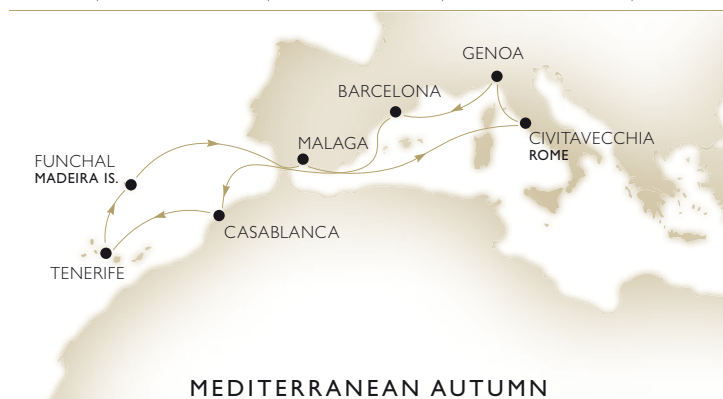 GENOA
BARCELONA
MALAGA
CIVITAVECCHIA
ROME
FUNCHAL
MADEIRA IS.
CASABLANCA
TENERIFE
MEDITERRANEAN AUTUMN